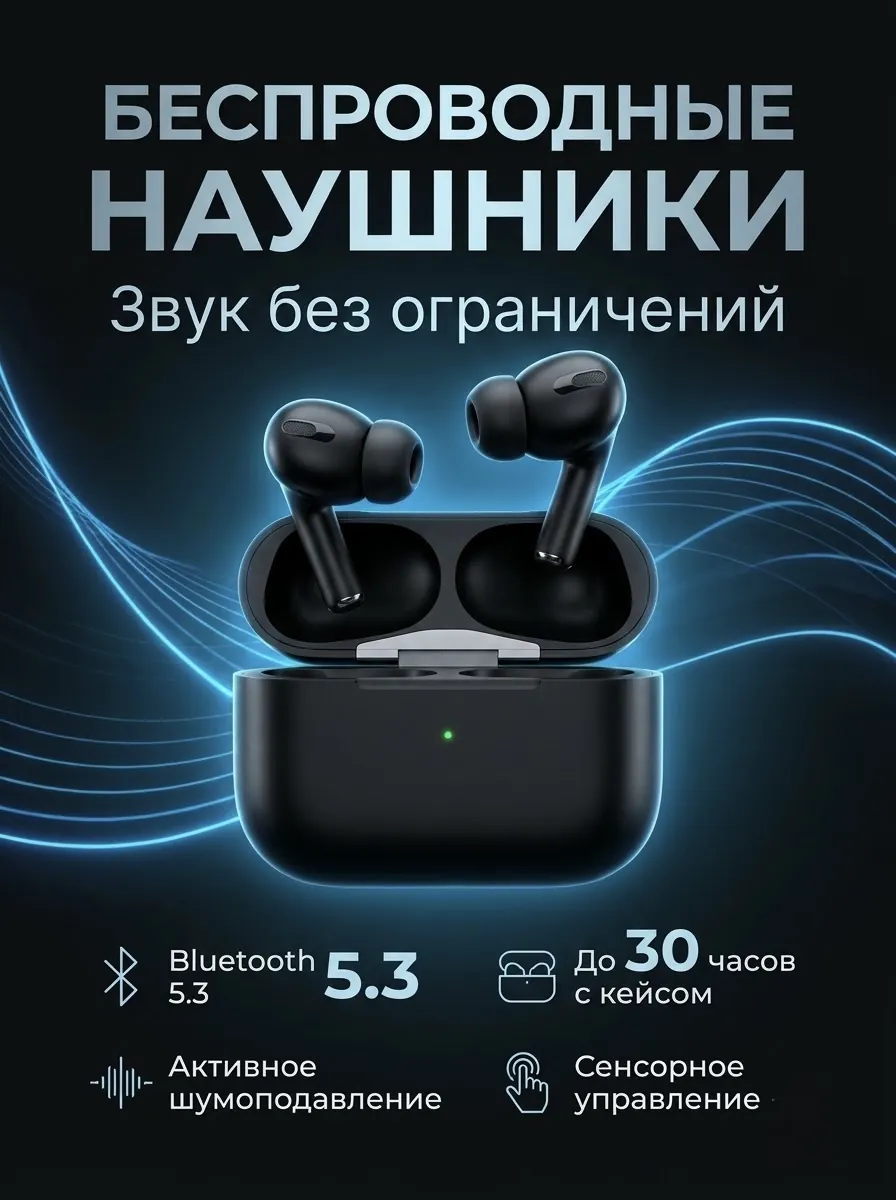 БЕСПРОВОДНЫЕ
НАУШНИКИ
Звук без ограничений
Bluetooth 5.3
5.3
До 30 часов
с кейсом
Активное
шумоподавление
Сенсорное
управление